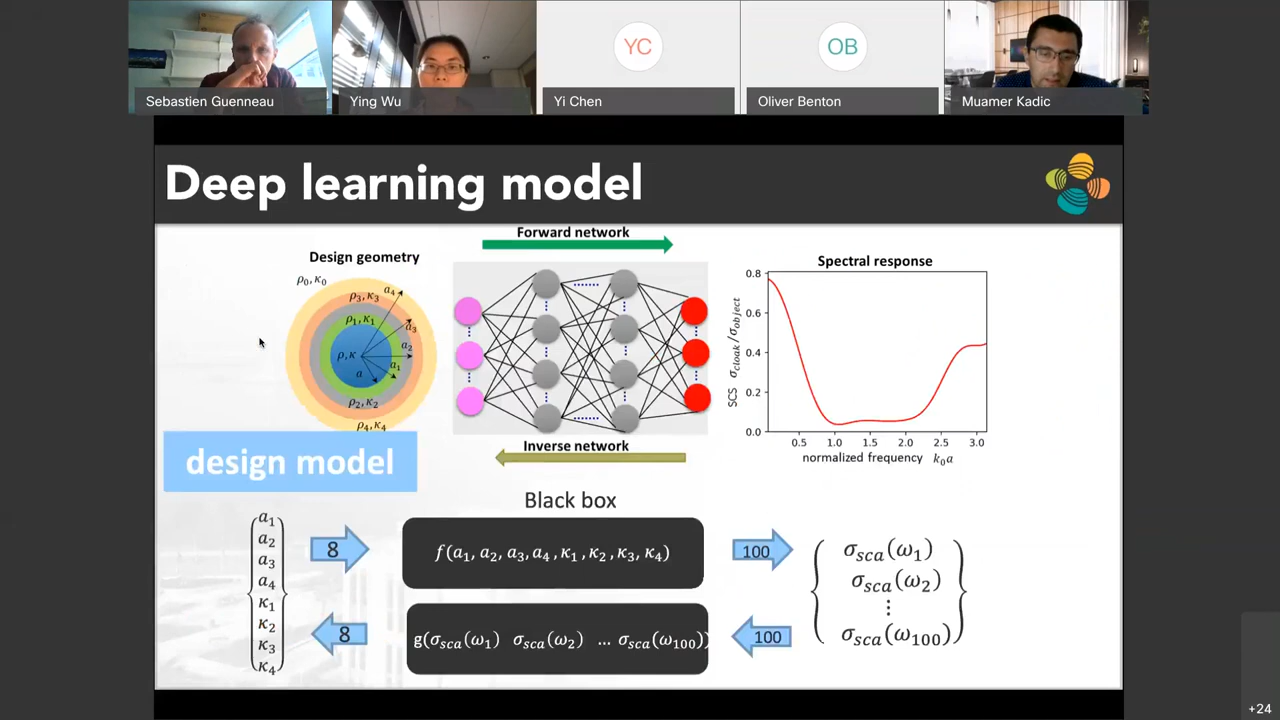 YC
OB
Sebastien Guenneau
Ying Wu
Yi Chen
Oliver Benton
Muamer Kadic
Deep learning model
Forward network
Design geometry
Spectral response
ρ₀, κ₀
a₄
ρ₃, κ₃
ρ₁, κ₁
a₃
a₂
ρ, κ
a₁
a
ρ₂, κ₂
ρ₄, κ₄
SCS σcloak/σobject
0.8
0.6
0.4
0.2
0.0
0.5 1.0 1.5 2.0 2.5 3.0
normalized frequency k₀a
Inverse network
design model
Black box
a₁
a₂
a₃
a₄
κ₁
κ₂
κ₃
κ₄
8
f(a₁, a₂, a₃, a₄, κ₁, κ₂, κ₃, κ₄)
100
σsca(ω₁)
σsca(ω₂)
⋮
σsca(ω₁₀₀)
8
g(σsca(ω₁) σsca(ω₂) … σsca(ω₁₀₀))
100
+24